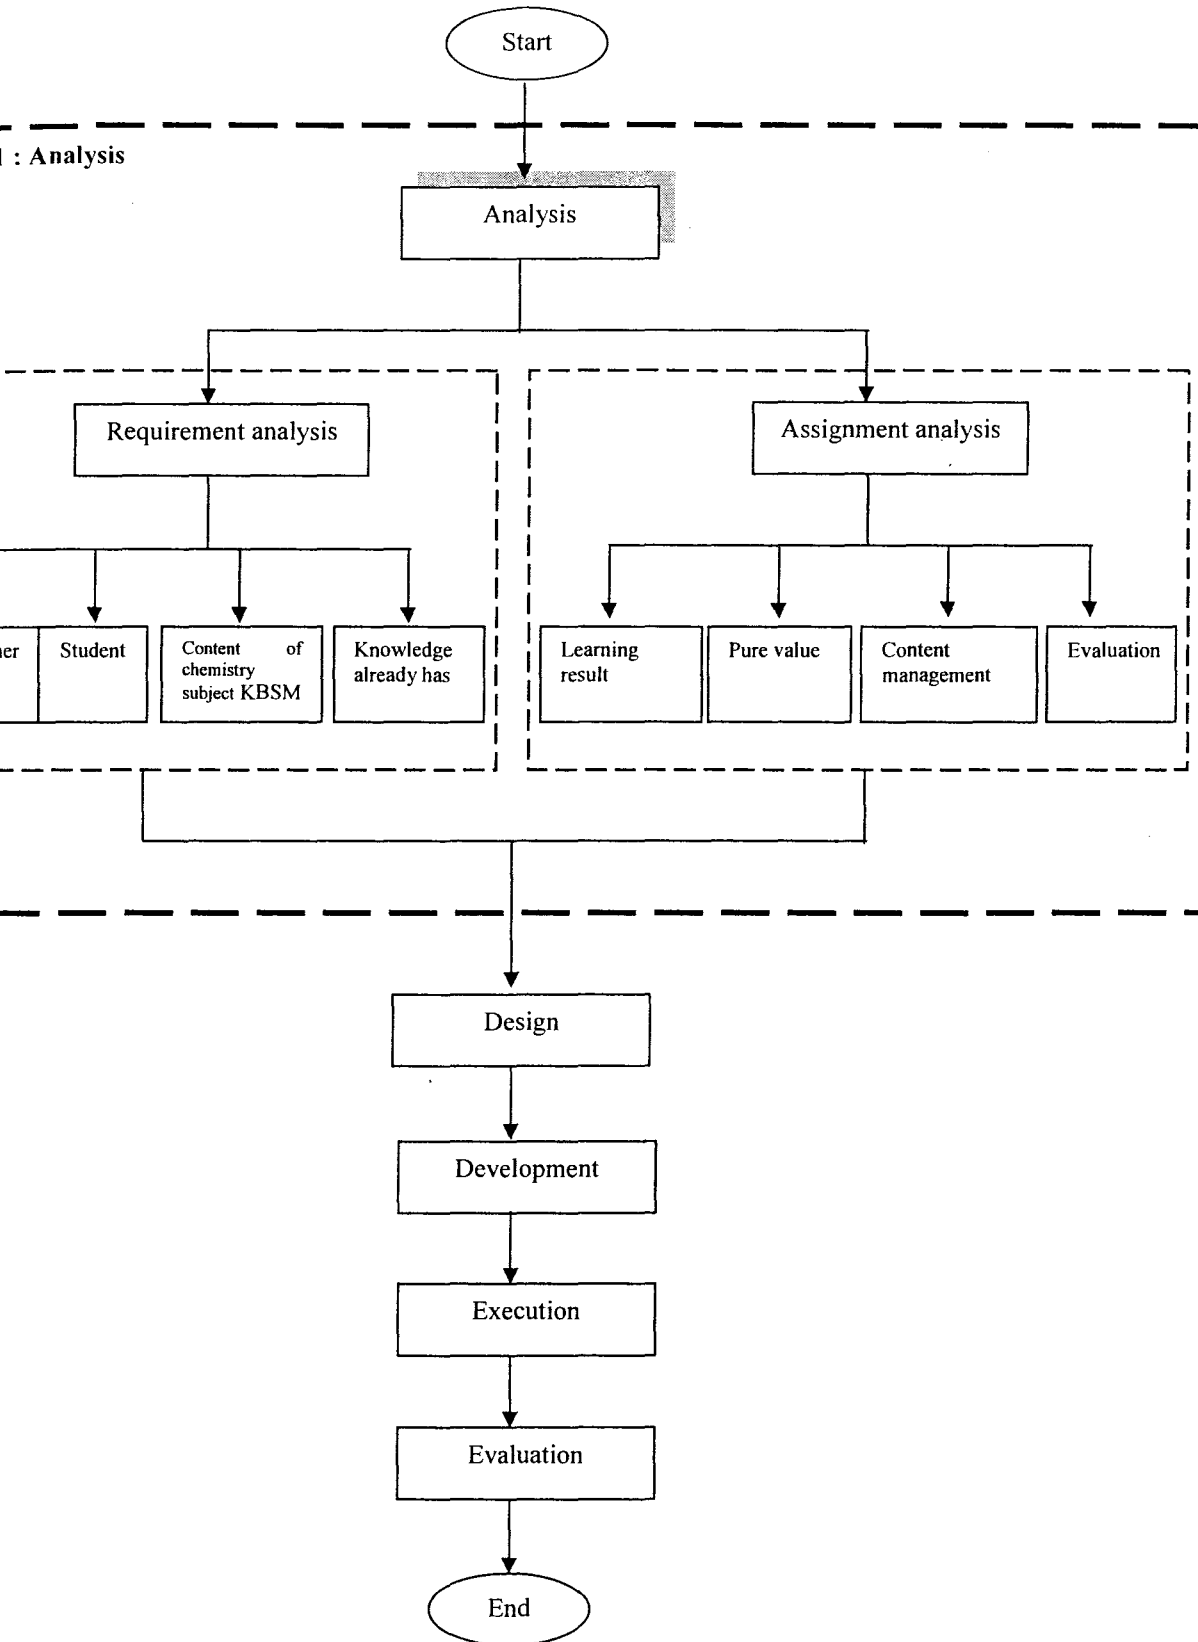 Start
1 : Analysis
Analysis
Requirement analysis
Assignment analysis
Student
Content of
chemistry
subject KBSM
Knowledge
already has
Learning
result
Pure value
Content
management
Evaluation
Design
Development
Execution
Evaluation
End